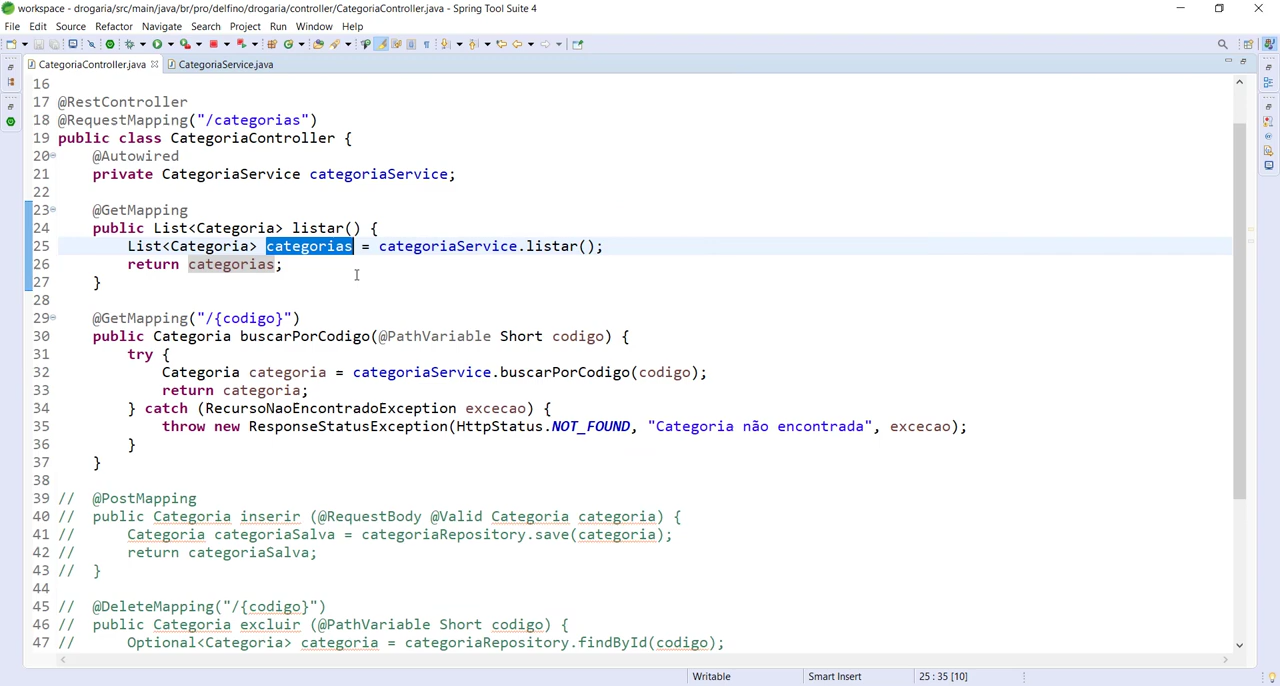 workspace - drogaria/src/main/java/br/pro/delfino/drogaria/controller/CategoriaController.java - Spring Tool Suite 4
File Edit Source Refactor Navigate Search Project Run Window Help
CategoriaController.java CategoriaService.java
16
17 @RestController
18 @RequestMapping("/categorias")
19 public class CategoriaController {
20 @Autowired
21 private CategoriaService categoriaService;
22
23 @GetMapping
24 public List<Categoria> listar() {
25 List<Categoria> categorias = categoriaService.listar();
26 return categorias;
27 }
28
29 @GetMapping("/{codigo}")
30 public Categoria buscarPorCodigo(@PathVariable Short codigo) {
31 try {
32 Categoria categoria = categoriaService.buscarPorCodigo(codigo);
33 return categoria;
34 } catch (RecursoNaoEncontradoException excecao) {
35 throw new ResponseStatusException(HttpStatus.NOT_FOUND, "Categoria não encontrada", excecao);
36 }
37 }
38
39 // @PostMapping
40 // public Categoria inserir (@RequestBody @Valid Categoria categoria) {
41 // Categoria categoriaSalva = categoriaRepository.save(categoria);
42 // return categoriaSalva;
43 // }
44
45 // @DeleteMapping("/{codigo}")
46 // public Categoria excluir (@PathVariable Short codigo) {
47 // Optional<Categoria> categoria = categoriaRepository.findById(codigo);
Writable Smart Insert 25 : 35 [10]